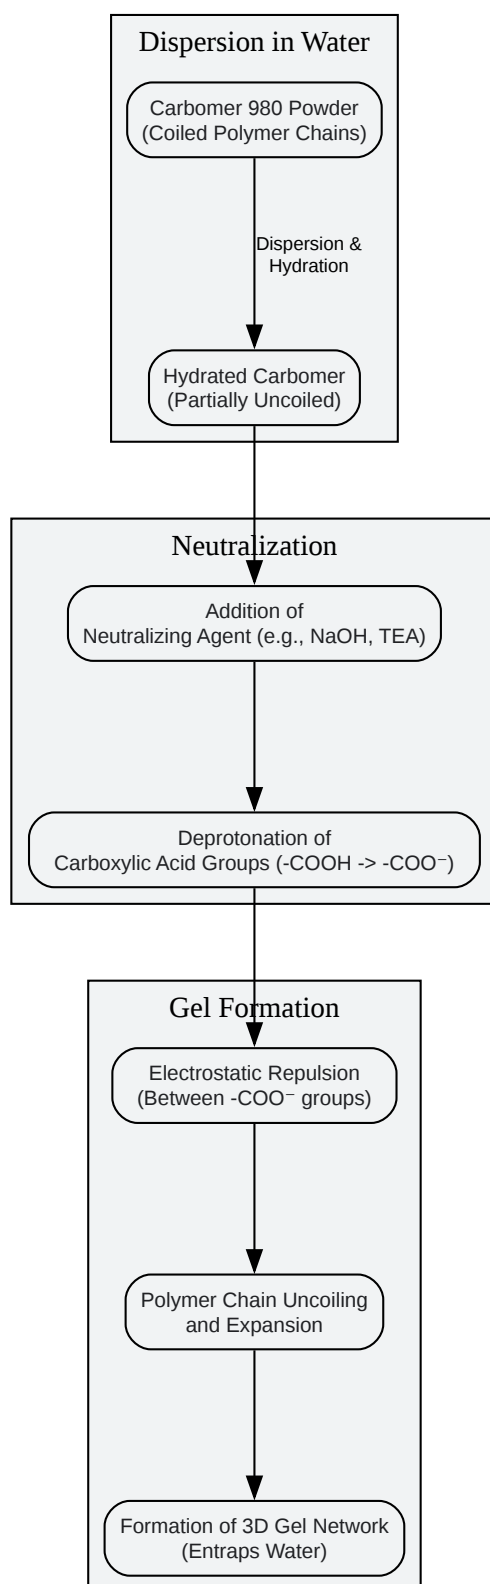 Dispersion in Water
Carbomer 980 Powder
(Coiled Polymer Chains)
Dispersion &
Hydration
Hydrated Carbomer
(Partially Uncoiled)
Neutralization
Addition of
Neutralizing Agent (e.g., NaOH, TEA)
Deprotonation of
Carboxylic Acid Groups (-COOH -> -COO⁻)
Gel Formation
Electrostatic Repulsion
(Between -COO⁻ groups)
Polymer Chain Uncoiling
and Expansion
Formation of 3D Gel Network
(Entraps Water)